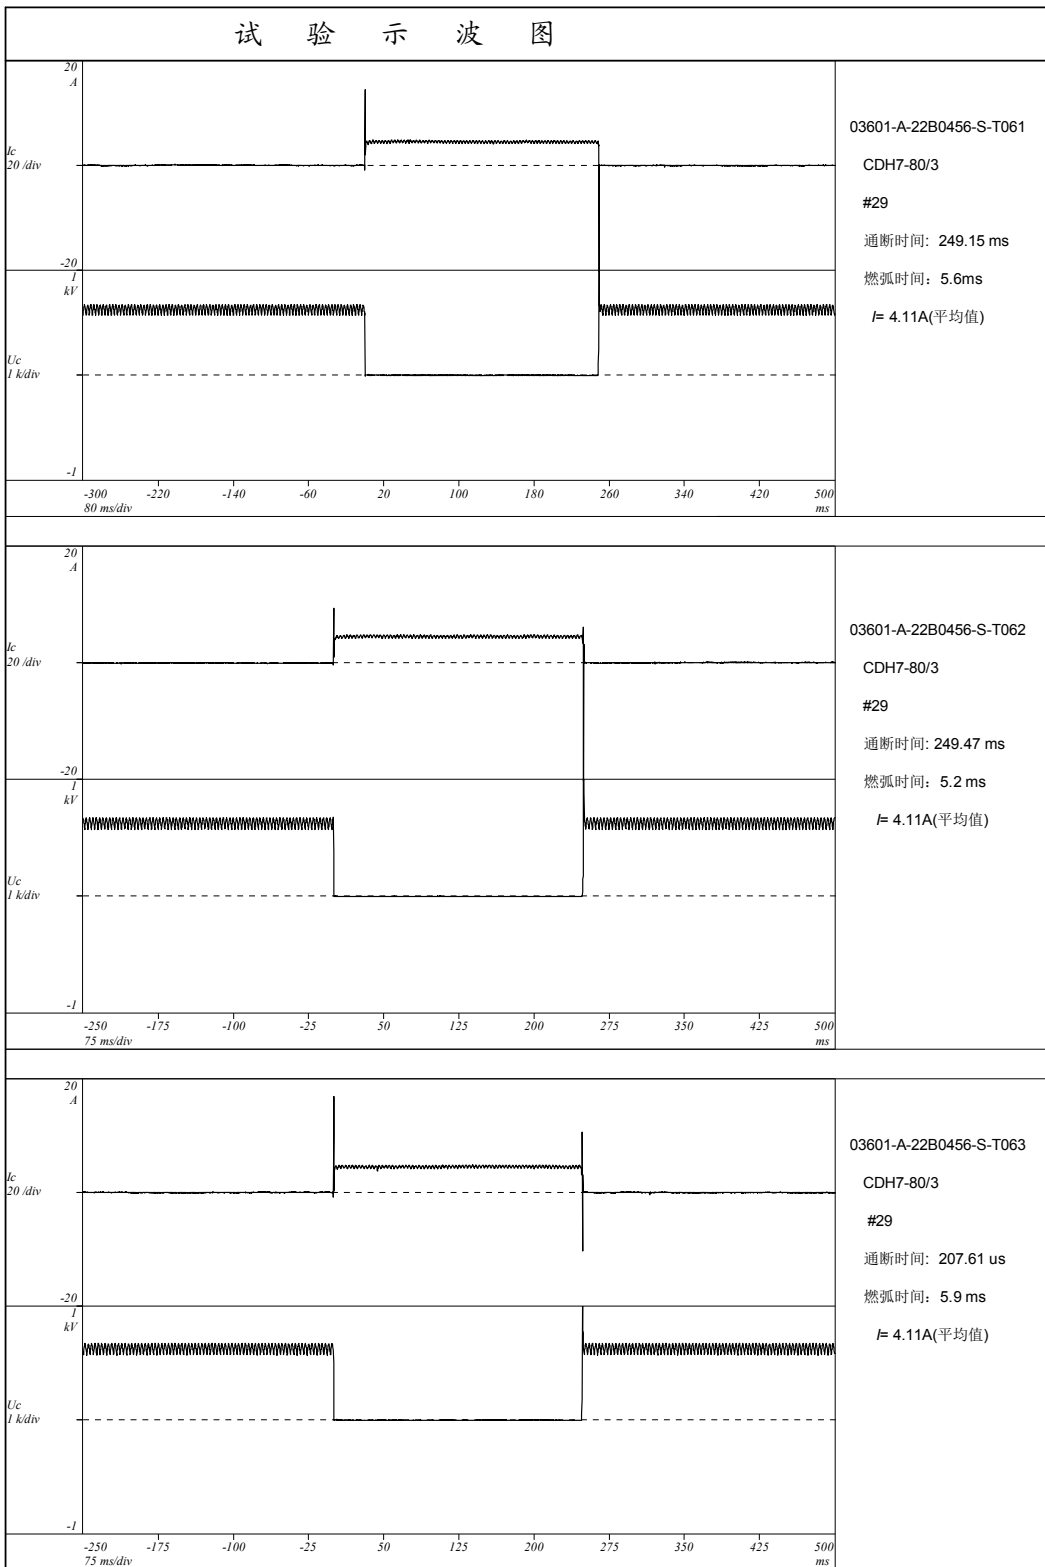 试 验 示 波 图
20
A
Ic
20 /div
-20
1
kV
Uc
1 k/div
-1
-300 -220 -140 -60 20 100 180 260 340 420 500
80 ms/div ms
03601-A-22B0456-S-T061
CDH7-80/3
#29
通断时间: 249.15 ms
燃弧时间：5.6ms
I= 4.11A(平均值)
20
A
Ic
20 /div
-20
1
kV
Uc
1 k/div
-1
-250 -175 -100 -25 50 125 200 275 350 425 500
75 ms/div ms
03601-A-22B0456-S-T062
CDH7-80/3
#29
通断时间: 249.47 ms
燃弧时间：5.2 ms
I= 4.11A(平均值)
20
A
Ic
20 /div
-20
1
kV
Uc
1 k/div
-1
-250 -175 -100 -25 50 125 200 275 350 425 500
75 ms/div ms
03601-A-22B0456-S-T063
CDH7-80/3
#29
通断时间: 207.61 us
燃弧时间：5.9 ms
I= 4.11A(平均值)